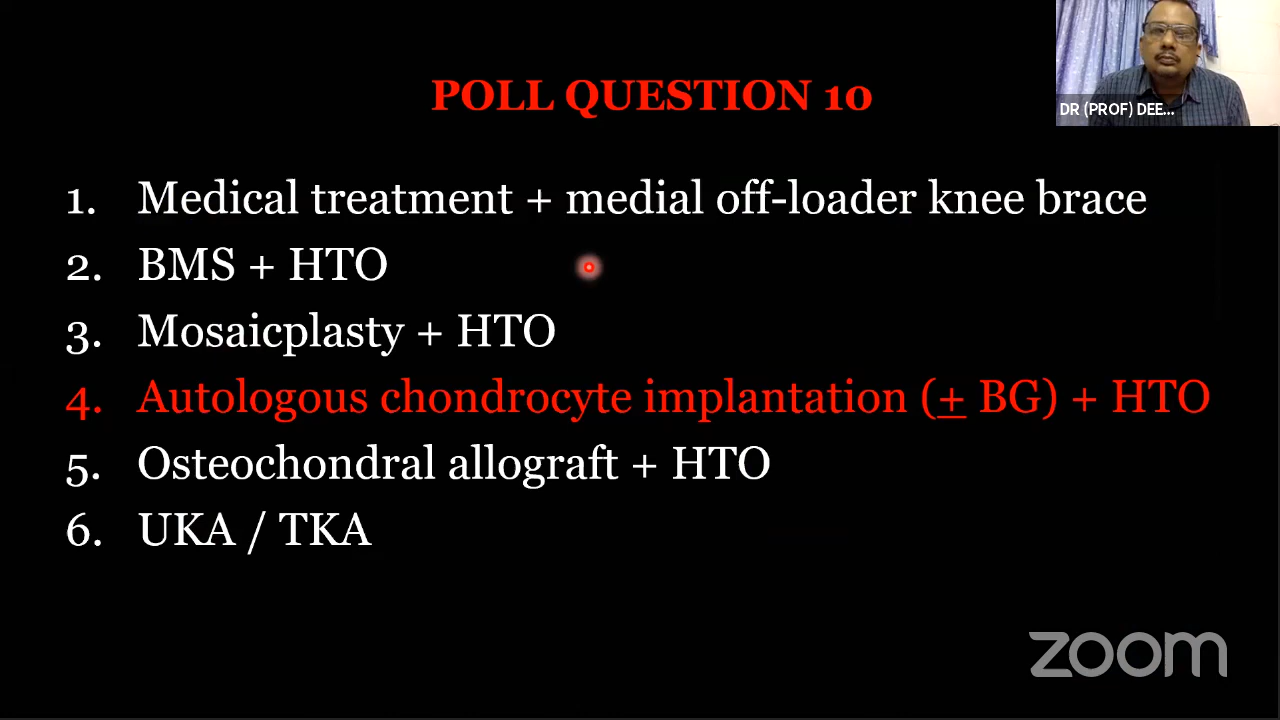 POLL QUESTION 10
DR (PROF) DEE...
1. Medical treatment + medial off-loader knee brace
2. BMS + HTO
3. Mosaicplasty + HTO
4. Autologous chondrocyte implantation (+ BG) + HTO
5. Osteochondral allograft + HTO
6. UKA / TKA
zoom